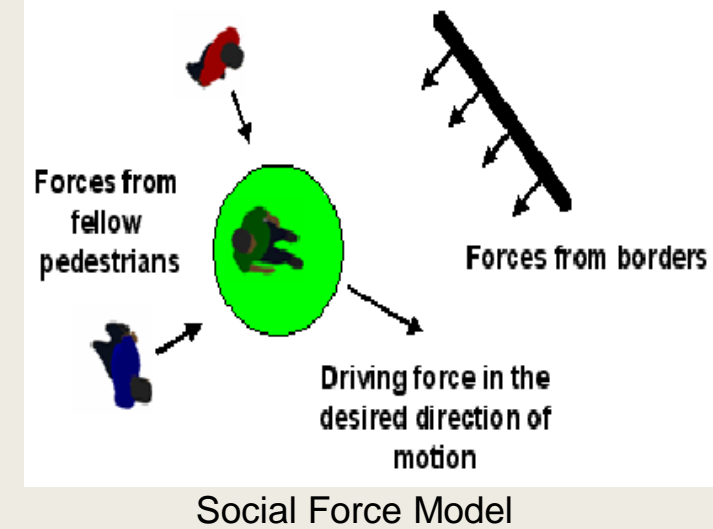 Forces from
fellow
pedestrians
Forces from borders
Driving force in the
desired direction of
motion
Social Force Model